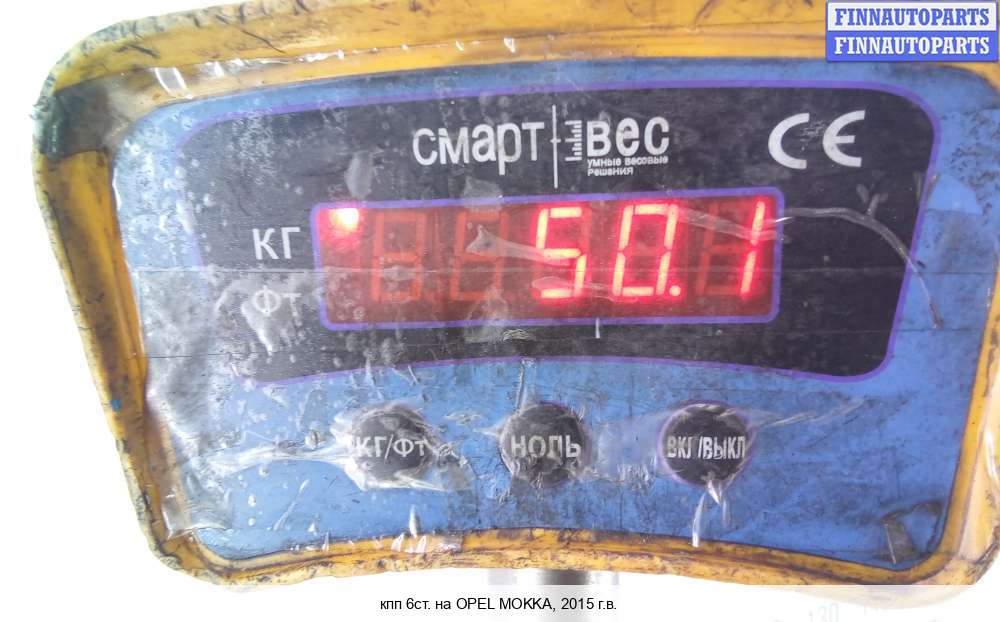 FINNAUTOPARTS
FINNAUTOPARTS
смарт вес
умные весовые
решения
CE
КГ
50.1
ФТ
КГ/ФТ
НОЛЬ
ВКЛ/ВЫКЛ
кпп 6ст. на OPEL MOKKA, 2015 г.в.